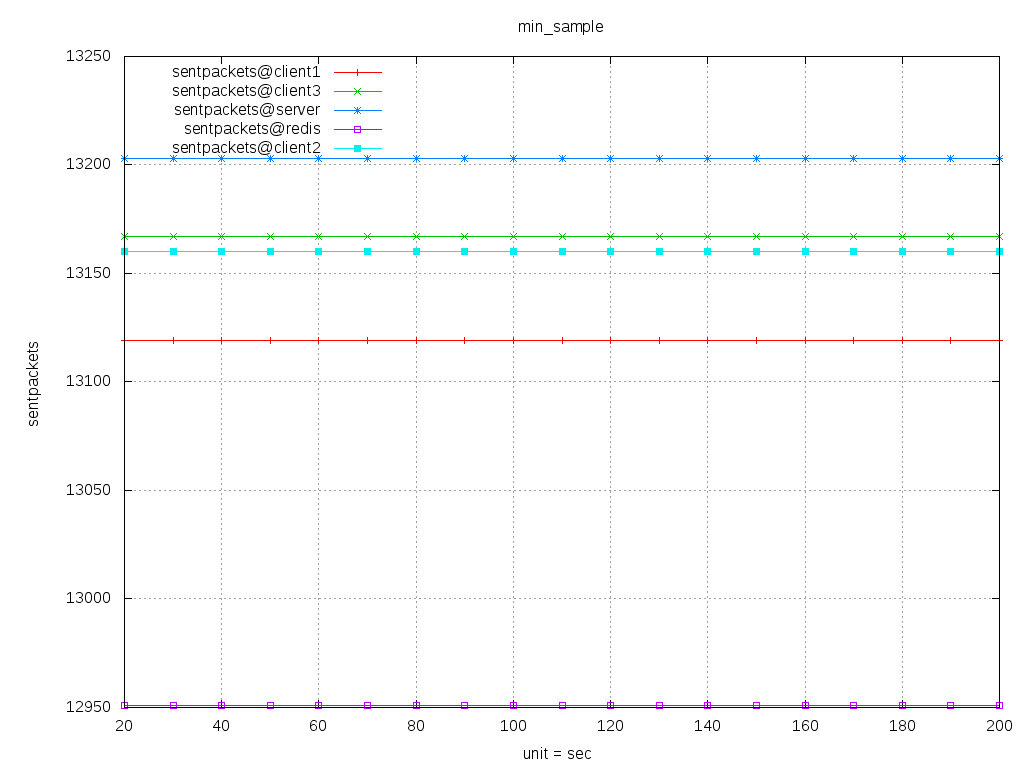 min_sample
13250
13200
13150
13100
13050
13000
12950
sentpackets
sentpackets@client1
sentpackets@client3
sentpackets@server
sentpackets@redis
sentpackets@client2
20 40 60 80 100 120 140 160 180 200
unit = sec